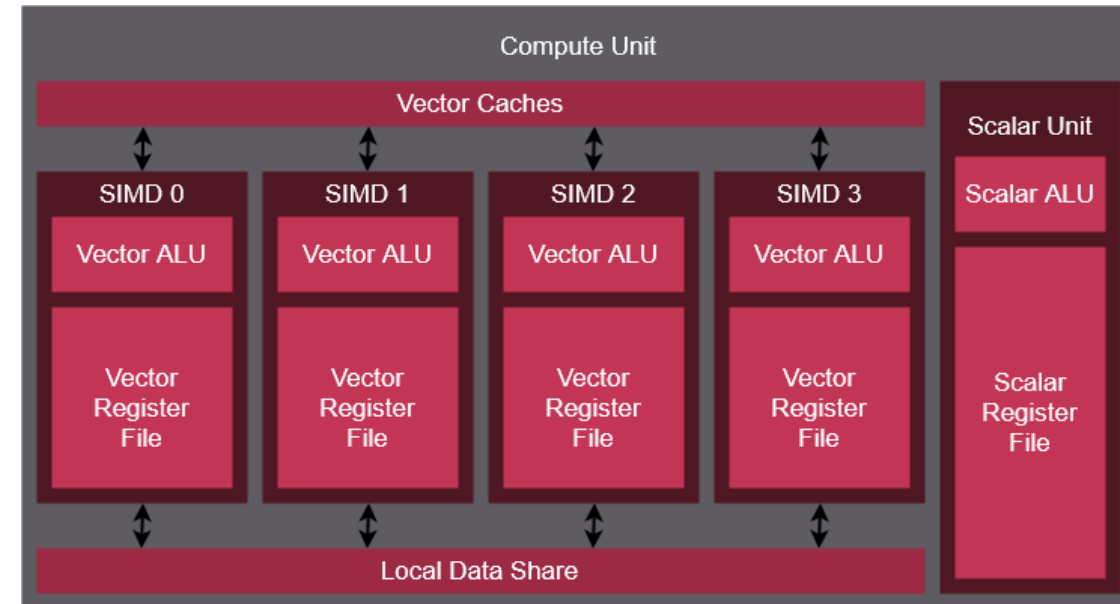 Compute Unit
Vector Caches
SIMD 0
Vector ALU
Vector
Register
File
SIMD 1
Vector ALU
Vector
Register
File
SIMD 2
Vector ALU
Vector
Register
File
SIMD 3
Vector ALU
Vector
Register
File
Local Data Share
Scalar Unit
Scalar ALU
Scalar
Register
File